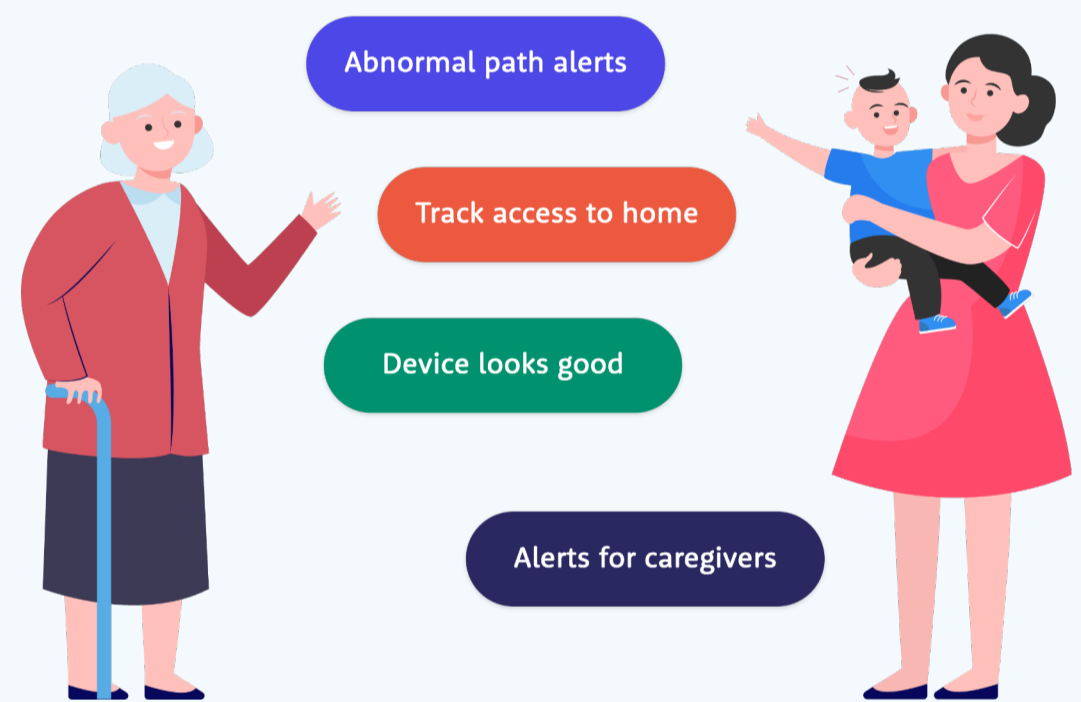 Abnormal path alerts
Track access to home
Device looks good
Alerts for caregivers